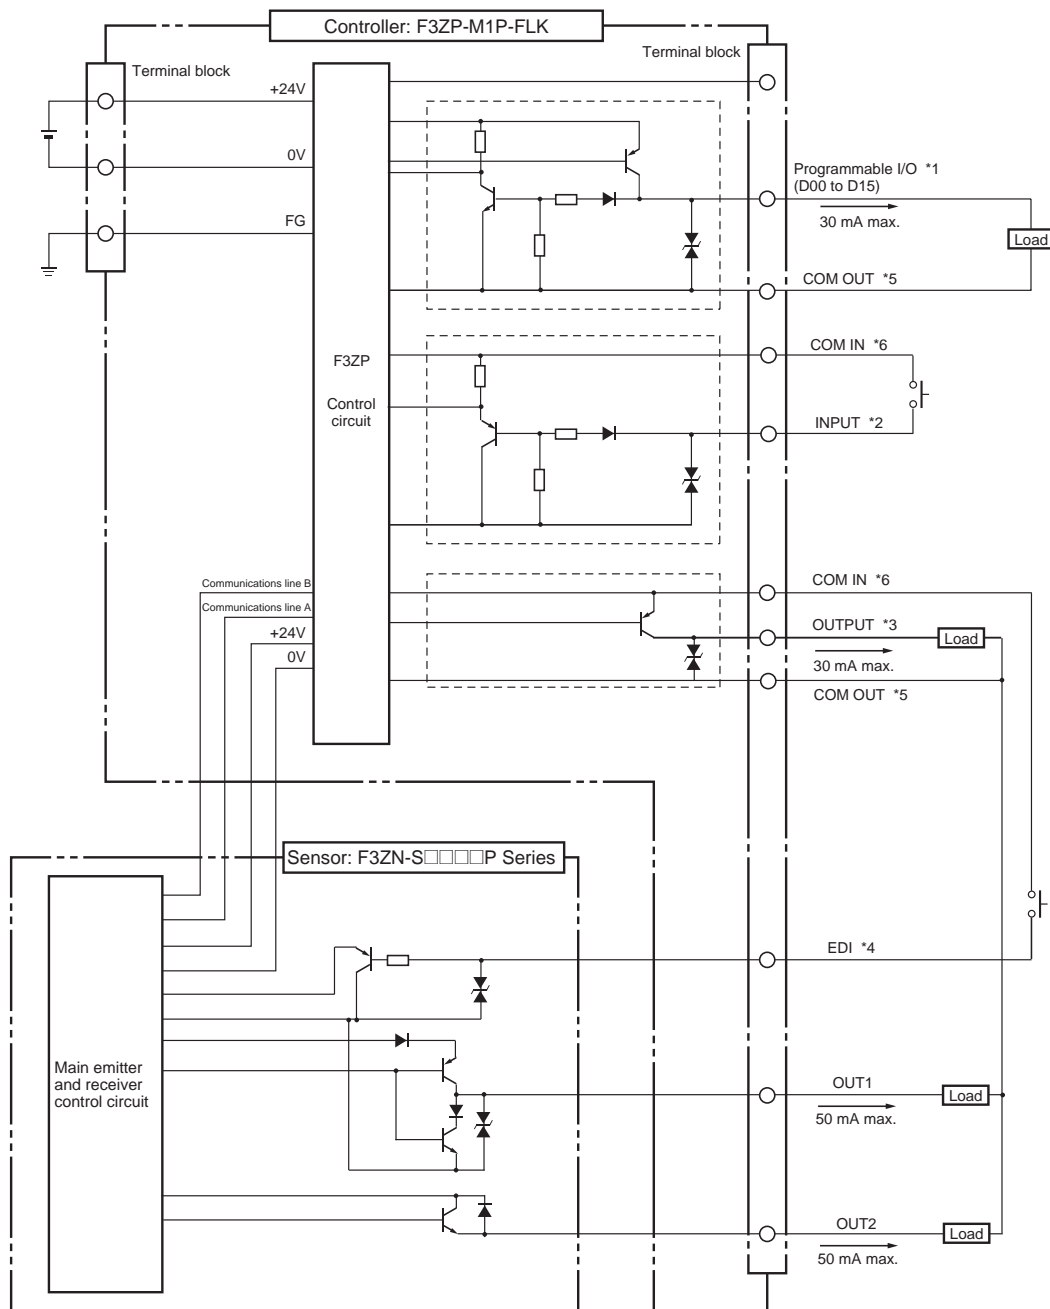 Controller: F3ZP-M1P-FLK
Terminal block
Terminal block
+24V
0V
FG
Programmable I/O *1
(D00 to D15)
30 mA max.
Load
COM OUT *5
COM IN *6
F3ZP
Control
circuit
INPUT *2
Communications line B
Communications line A
+24V
0V
COM IN *6
OUTPUT *3
Load
30 mA max.
COM OUT *5
Sensor: F3ZN-S□□□□P Series
EDI *4
Main emitter
and receiver
control circuit
OUT1
Load
50 mA max.
OUT2
Load
50 mA max.